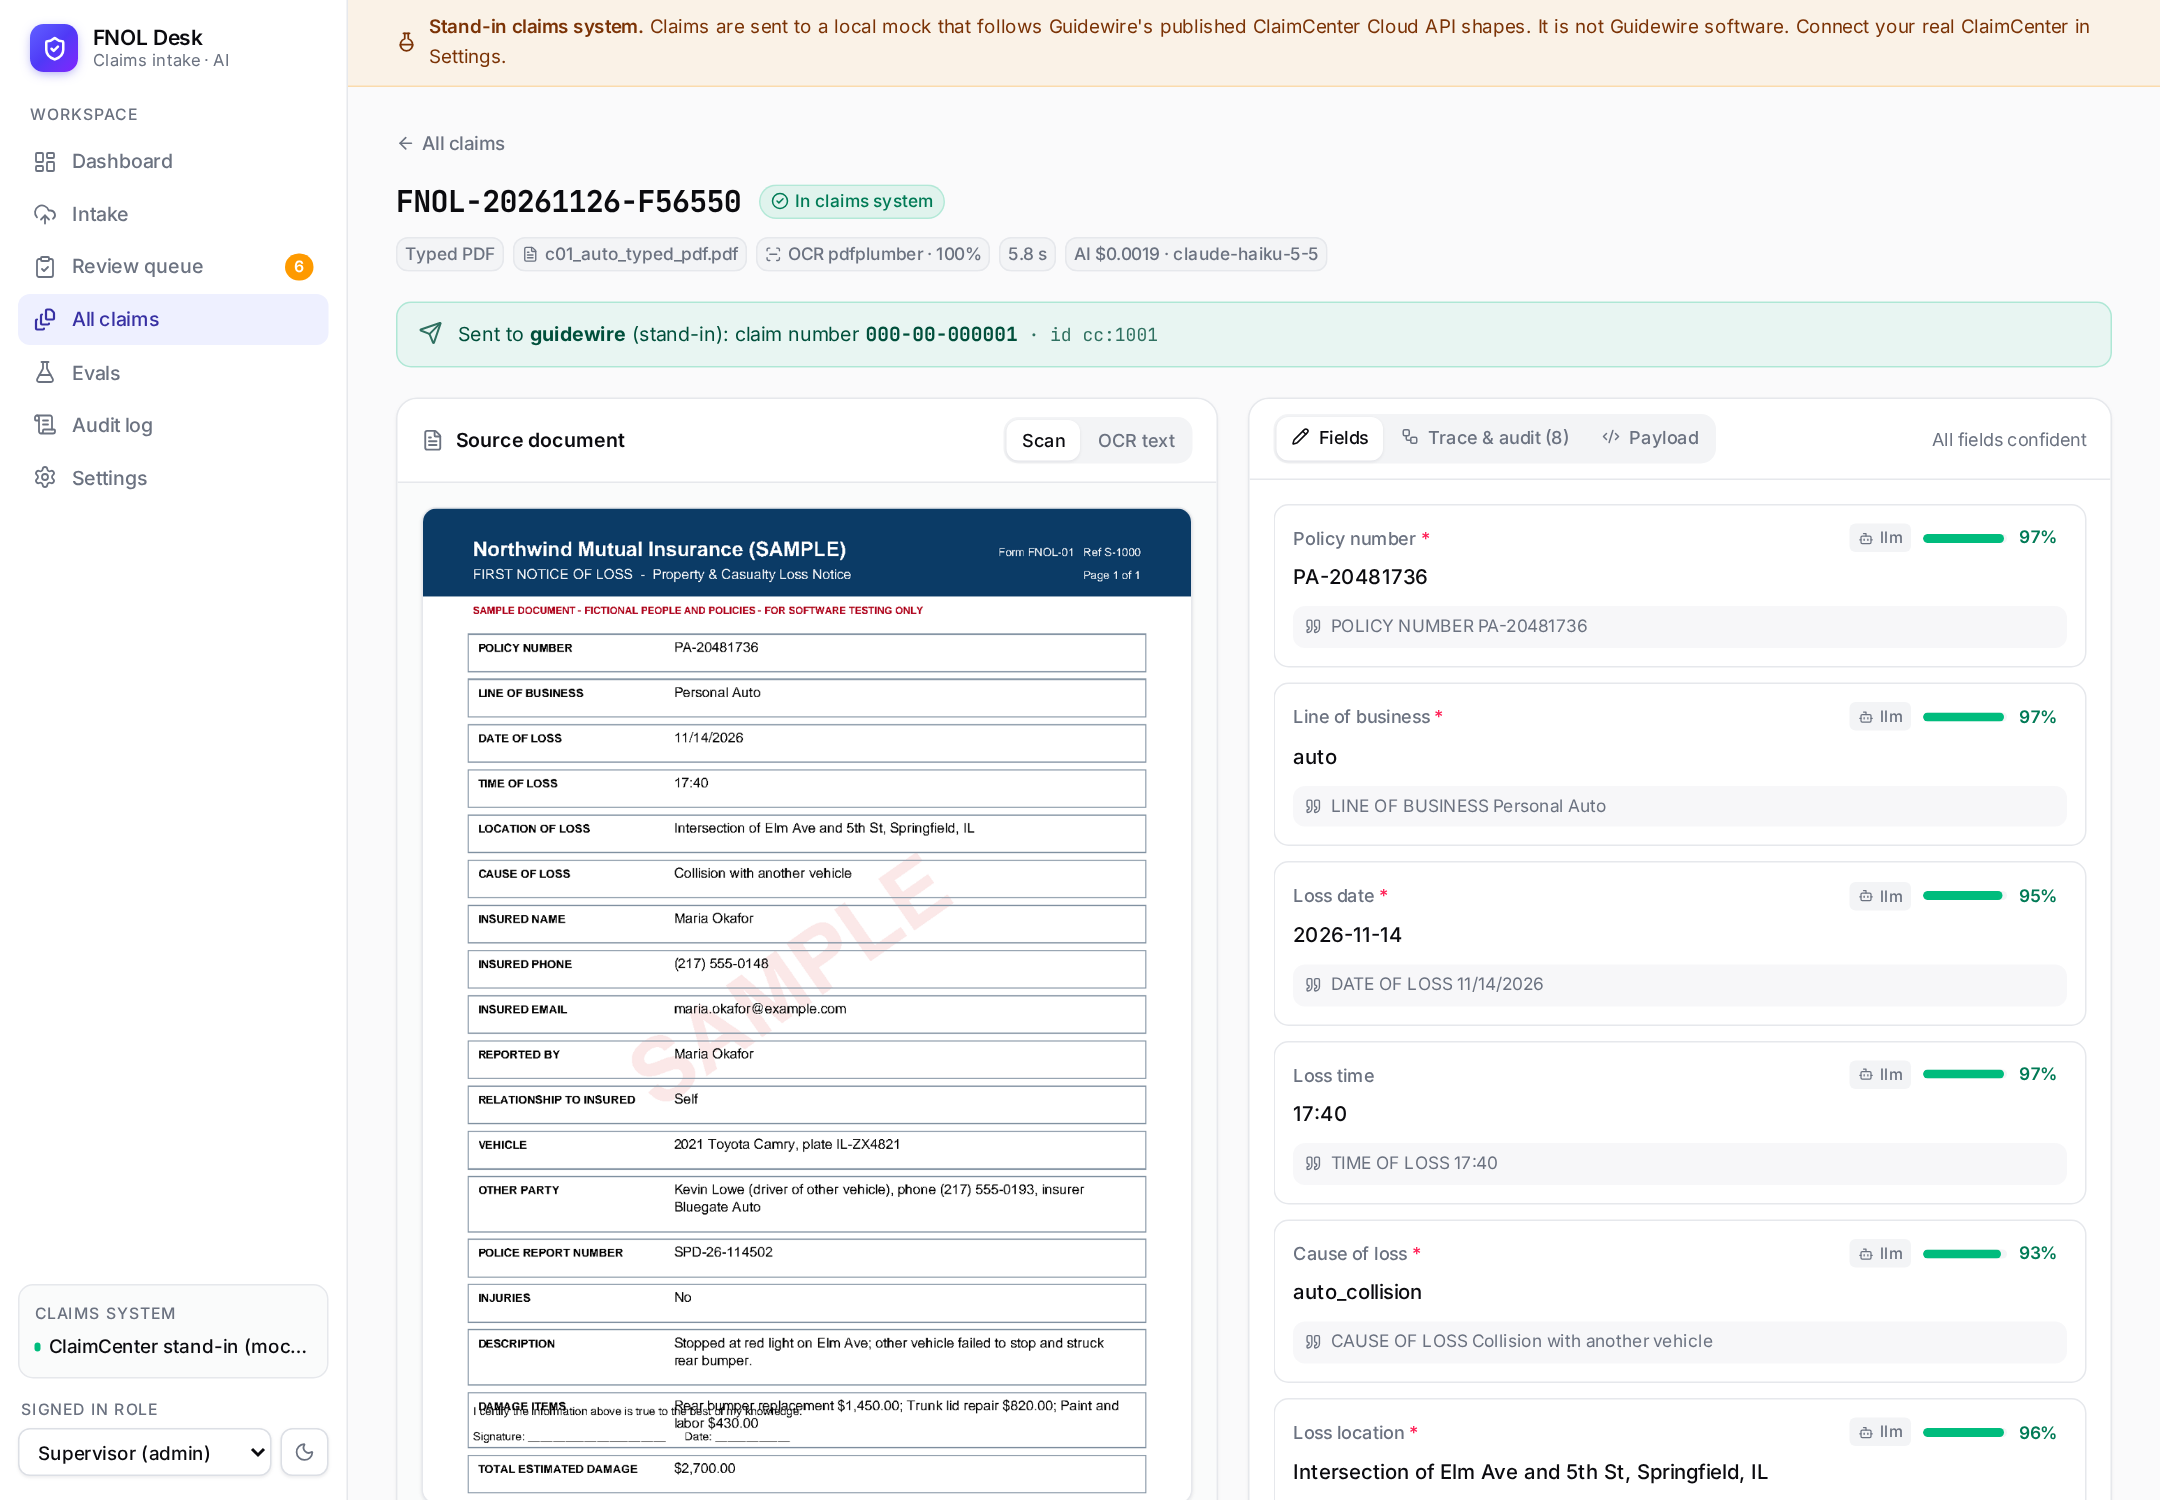 FNOL Desk
Claims intake · AI
WORKSPACE
Dashboard
Intake
Review queue
6
All claims
Evals
Audit log
Settings
CLAIMS SYSTEM
ClaimCenter stand-in (moc...
SIGNED IN ROLE
Supervisor (admin)
Stand-in claims system. Claims are sent to a local mock that follows Guidewire's published ClaimCenter Cloud API shapes. It is not Guidewire software. Connect your real ClaimCenter in
Settings.
All claims
FNOL-20261126-F56550
In claims system
Typed PDF
c01_auto_typed_pdf.pdf
OCR pdfplumber · 100%
5.8 s
AI $0.0019 · claude-haiku-5-5
Sent to guidewire (stand-in): claim number 000-00-000001 · id cc:1001
Source document
Scan
OCR text
Northwind Mutual Insurance (SAMPLE)
Form FNOL-01 Ref S-1000
FIRST NOTICE OF LOSS - Property & Casualty Loss Notice
Page 1 of 1
SAMPLE DOCUMENT - FICTIONAL PEOPLE AND POLICIES - FOR SOFTWARE TESTING ONLY
POLICY NUMBER PA-20481736
LINE OF BUSINESS Personal Auto
DATE OF LOSS 11/14/2026
TIME OF LOSS 17:40
LOCATION OF LOSS Intersection of Elm Ave and 5th St, Springfield, IL
CAUSE OF LOSS Collision with another vehicle
INSURED NAME Maria Okafor
INSURED PHONE (217) 555-0148
INSURED EMAIL maria.okafor@example.com
REPORTED BY Maria Okafor
RELATIONSHIP TO INSURED Self
VEHICLE 2021 Toyota Camry, plate IL-ZX4821
OTHER PARTY Kevin Lowe (driver of other vehicle), phone (217) 555-0193, insurer
Bluegate Auto
POLICE REPORT NUMBER SPD-26-114502
INJURIES No
DESCRIPTION Stopped at red light on Elm Ave; other vehicle failed to stop and struck
rear bumper.
DAMAGE ITEMS Rear bumper replacement $1,450.00; Trunk lid repair $820.00; Paint and
I certify the information above is true to the best of my knowledge.
labor $430.00
Signature: ____________________ Date: ___________
TOTAL ESTIMATED DAMAGE $2,700.00
SAMPLE
Fields
Trace & audit (8)
Payload
All fields confident
Policy number *
llm
97%
PA-20481736
POLICY NUMBER PA-20481736
Line of business *
llm
97%
auto
LINE OF BUSINESS Personal Auto
Loss date *
llm
95%
2026-11-14
DATE OF LOSS 11/14/2026
Loss time
llm
97%
17:40
TIME OF LOSS 17:40
Cause of loss *
llm
93%
auto_collision
CAUSE OF LOSS Collision with another vehicle
Loss location *
llm
96%
Intersection of Elm Ave and 5th St, Springfield, IL